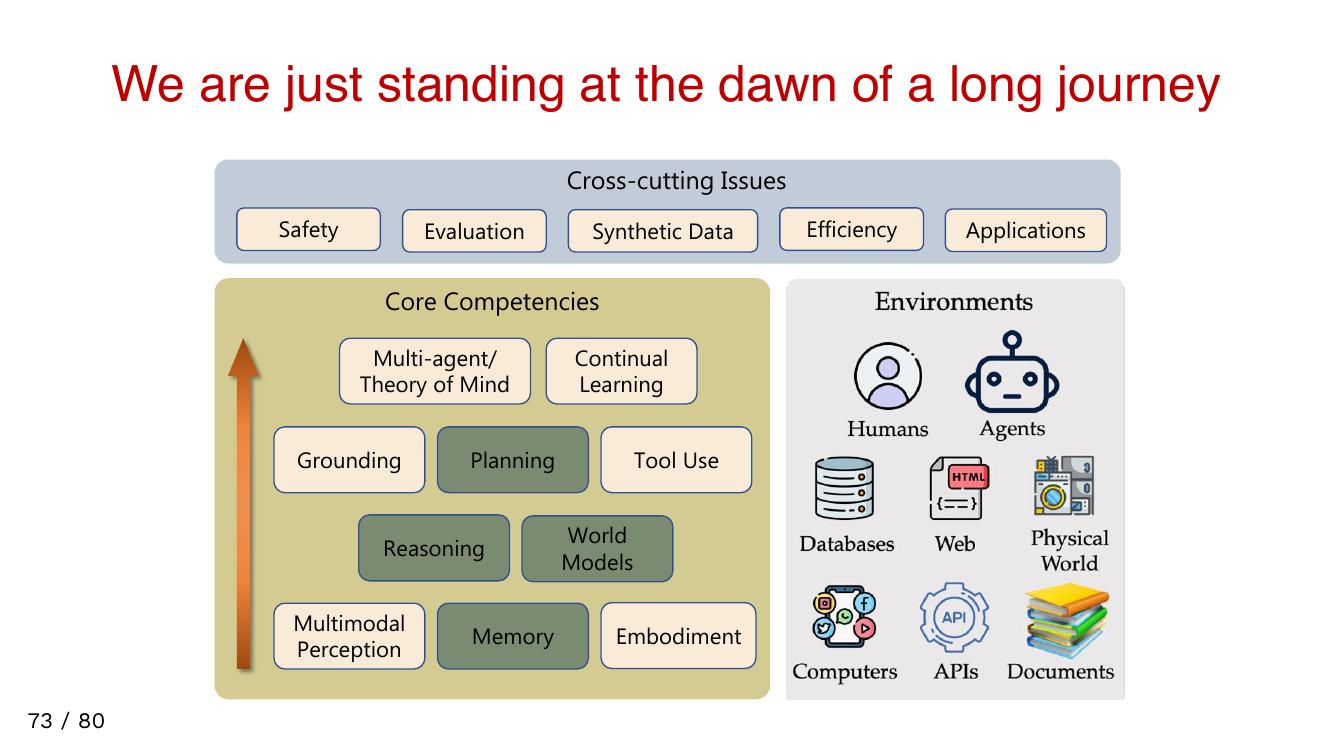 We are just standing at the dawn of a long journey
Cross-cutting Issues
Safety
Evaluation
Synthetic Data
Efficiency
Applications
Core Competencies
Multi-agent/
Theory of Mind
Continual
Learning
Grounding
Planning
Tool Use
Reasoning
World
Models
Multimodal
Perception
Memory
Embodiment
Environments
Humans
Agents
HTML
{==}
Databases
Web
Physical
World
API
Computers
APIs
Documents
73 / 80